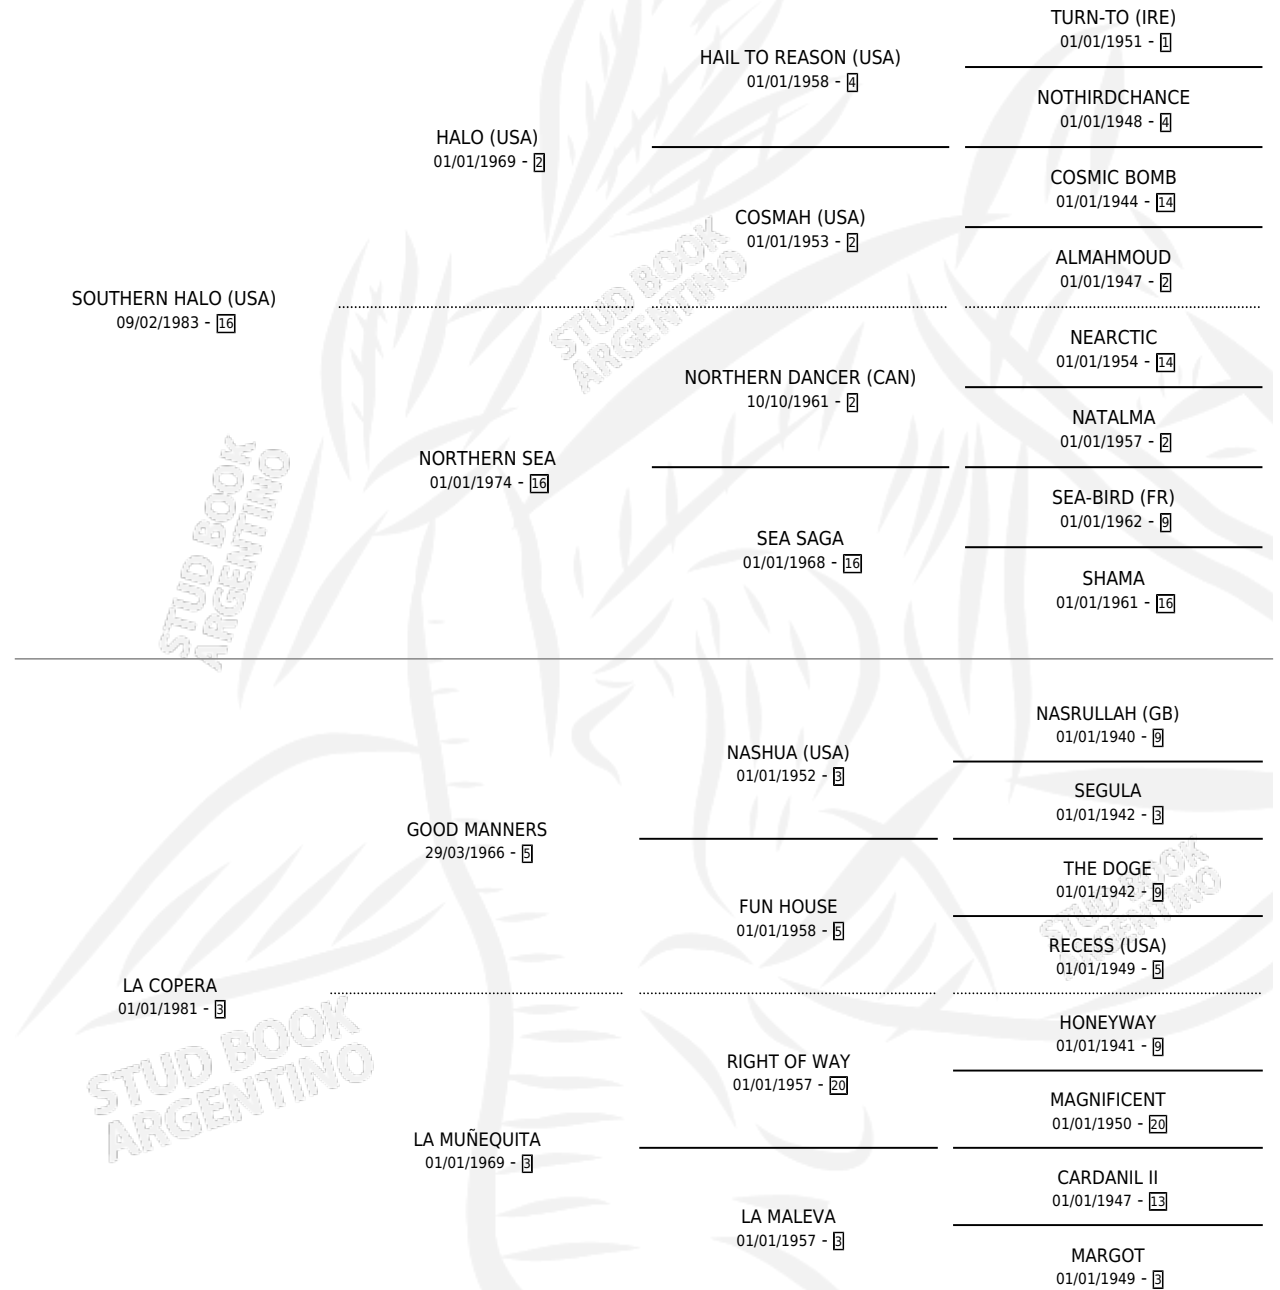 TURN-TO (IRE)
01/01/1951 - 1
HAIL TO REASON (USA)
01/01/1958 - 4
NOTHIRDCHANCE
01/01/1948 - 4
HALO (USA)
01/01/1969 - 2
COSMIC BOMB
01/01/1944 - 14
COSMAH (USA)
01/01/1953 - 2
ALMAHMOUD
01/01/1947 - 2
SOUTHERN HALO (USA)
09/02/1983 - 16
NEARCTIC
01/01/1954 - 14
NORTHERN DANCER (CAN)
10/10/1961 - 2
NATALMA
01/01/1957 - 2
NORTHERN SEA
01/01/1974 - 16
SEA-BIRD (FR)
01/01/1962 - 9
SEA SAGA
01/01/1968 - 16
SHAMA
01/01/1961 - 16
STUD BOOK
ARGENTINO
STUD BOOK
ARGENTINO
NASRULLAH (GB)
01/01/1940 - 9
NASHUA (USA)
01/01/1952 - 3
SEGULA
01/01/1942 - 3
GOOD MANNERS
29/03/1966 - 5
THE DOGE
01/01/1942 - 9
FUN HOUSE
01/01/1958 - 5
RECESS (USA)
01/01/1949 - 5
STUD BOOK
ARGENTINO
LA COPERA
01/01/1981 - 3
HONEYWAY
01/01/1941 - 9
RIGHT OF WAY
01/01/1957 - 20
MAGNIFICENT
01/01/1950 - 20
LA MUÑEQUITA
01/01/1969 - 3
CARDANIL II
01/01/1947 - 13
LA MALEVA
01/01/1957 - 3
MARGOT
01/01/1949 - 3
STUD BOOK
ARGENTINO